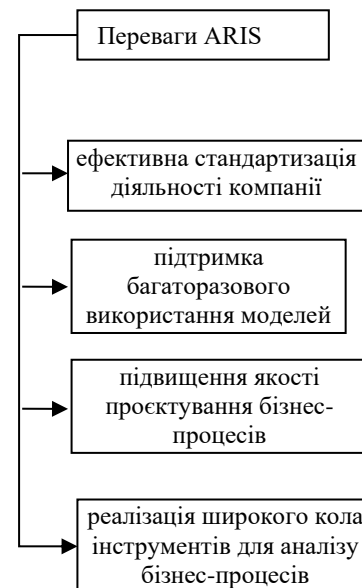 Переваги ARIS
ефективна стандартизація
діяльності компанії
підтримка
багаторазового
використання моделей
підвищення якості
проєктування бізнес-
процесів
реалізація широкого кола
інструментів для аналізу
бізнес-процесів